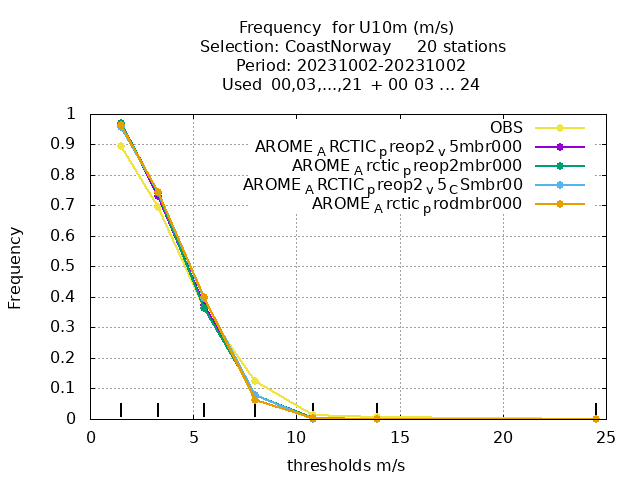 Frequency for U10m (m/s)
Selection: CoastNorway 20 stations
Period: 20231002-20231002
Used 00,03,...,21 + 00 03 ... 24
OBS
AROME_ARCTIC_preop2_v5mbr000
AROME_Arctic_preop2mbr000
AROME_ARCTIC_preop2_v5_CSmbr00
AROME_Arctic_prodmbr000
Frequency
1
0.9
0.8
0.7
0.6
0.5
0.4
0.3
0.2
0.1
0
0 5 10 15 20 25
thresholds m/s